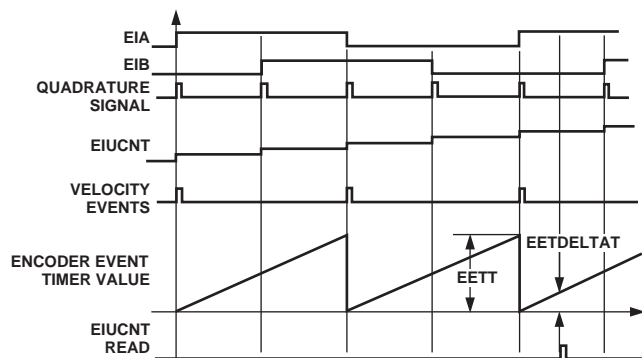 EIA
EIB
QUADRATURE
SIGNAL
EIUCNT
VELOCITY
EVENTS
ENCODER EVENT
TIMER VALUE
EETT
EETDELTAT
EIUCNT
READ